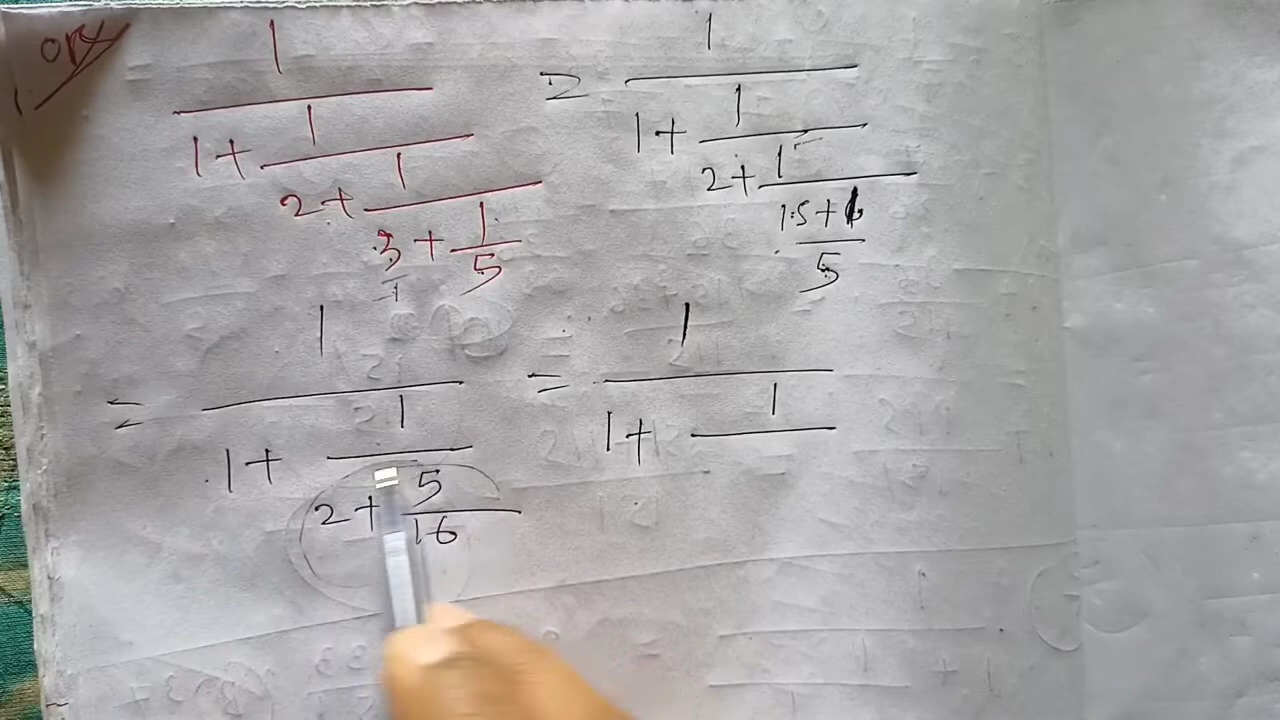 1 = 1
1 + 1 1 + 1
2 + 1 2 + 1
3 + 1/5 15 + 1/5
= 1 = 1
1 + 1 1 + 1
2 + 5/16